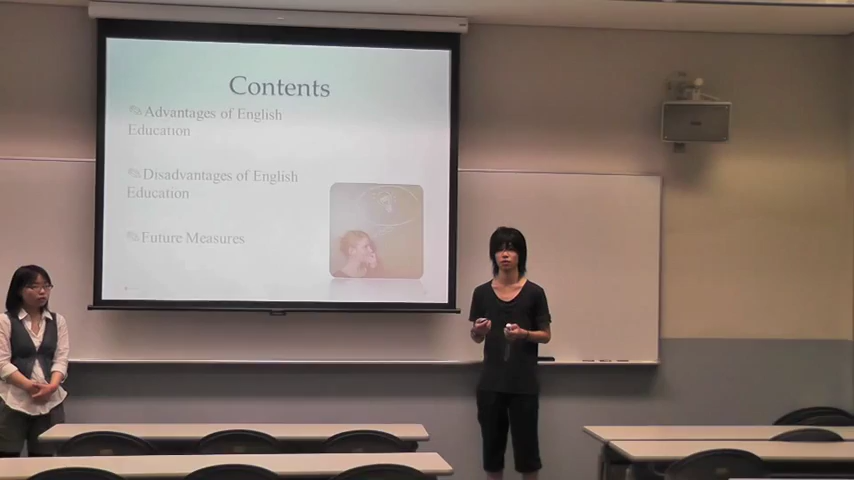 Contents
Advantages of English
Education
Disadvantages of English
Education
Future Measures